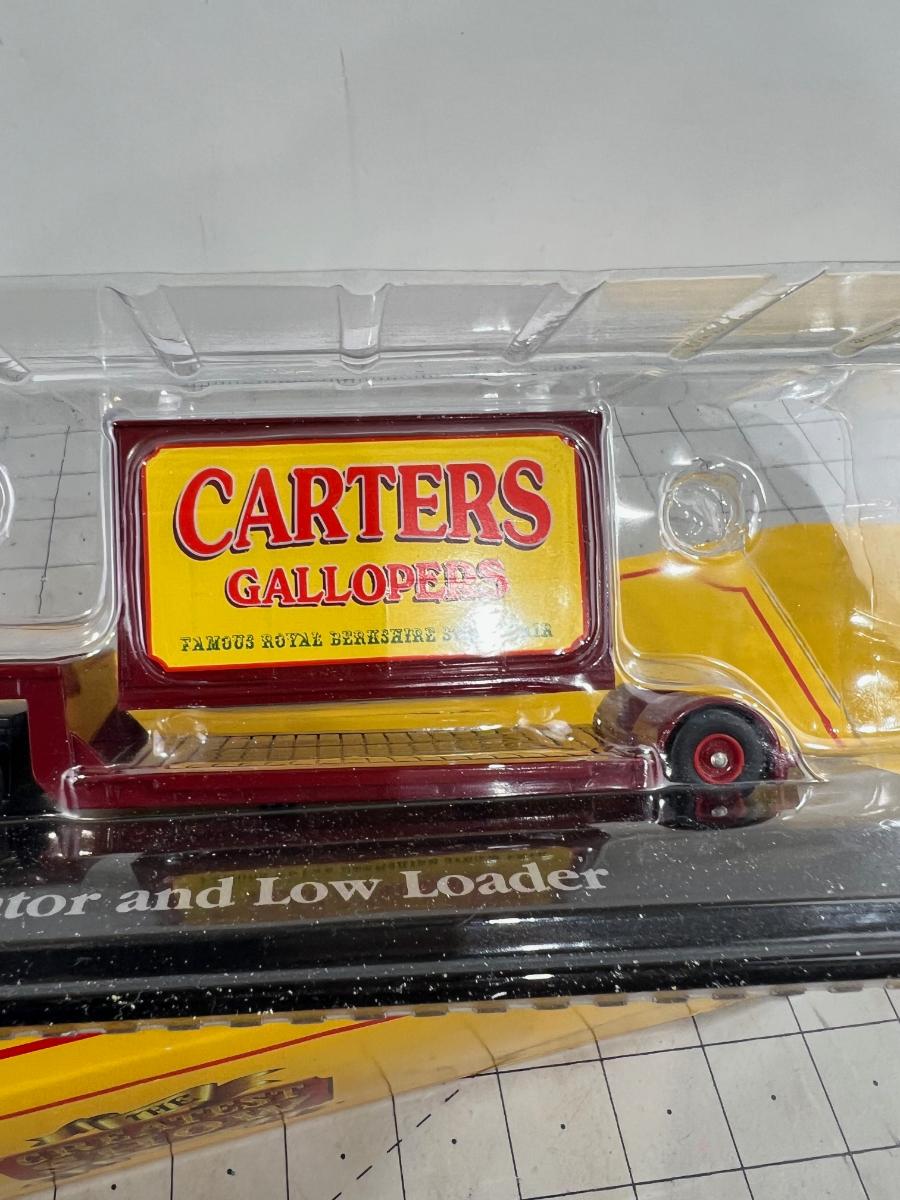 CARTERS
GALLOPERS
FAMOUS ROYAL BERKSHIRE
tor and Low Loader
THE
GREATEST
SHOW